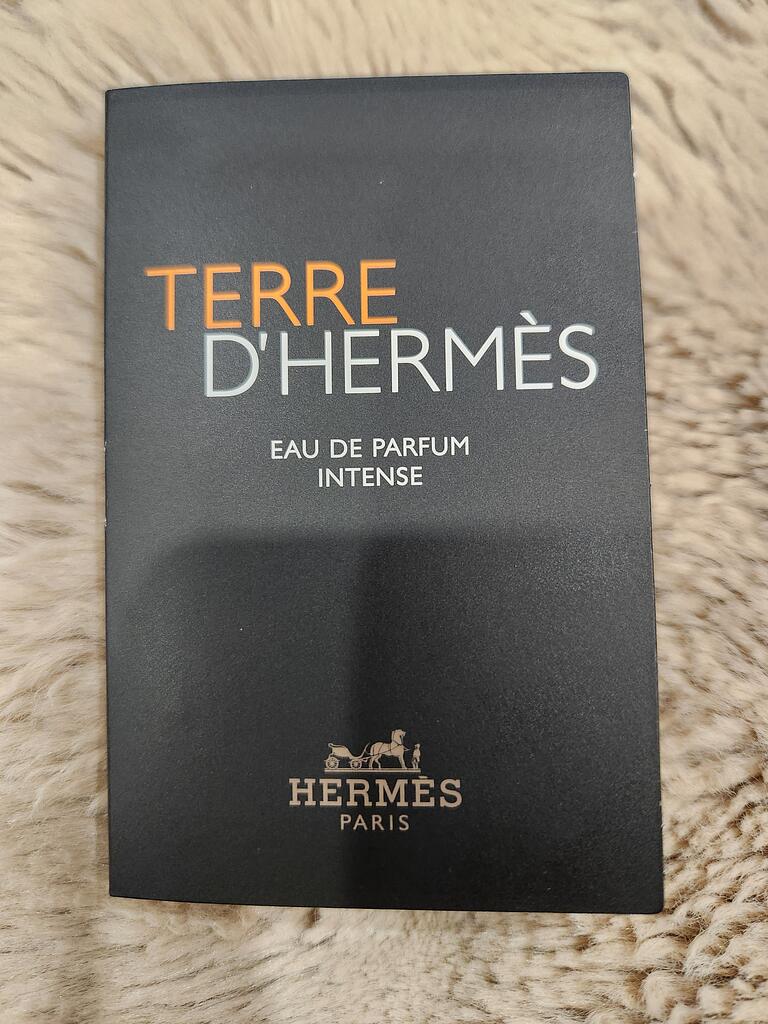 TERRE
D'HERMÈS
EAU DE PARFUM
INTENSE
HERMÈS
PARIS